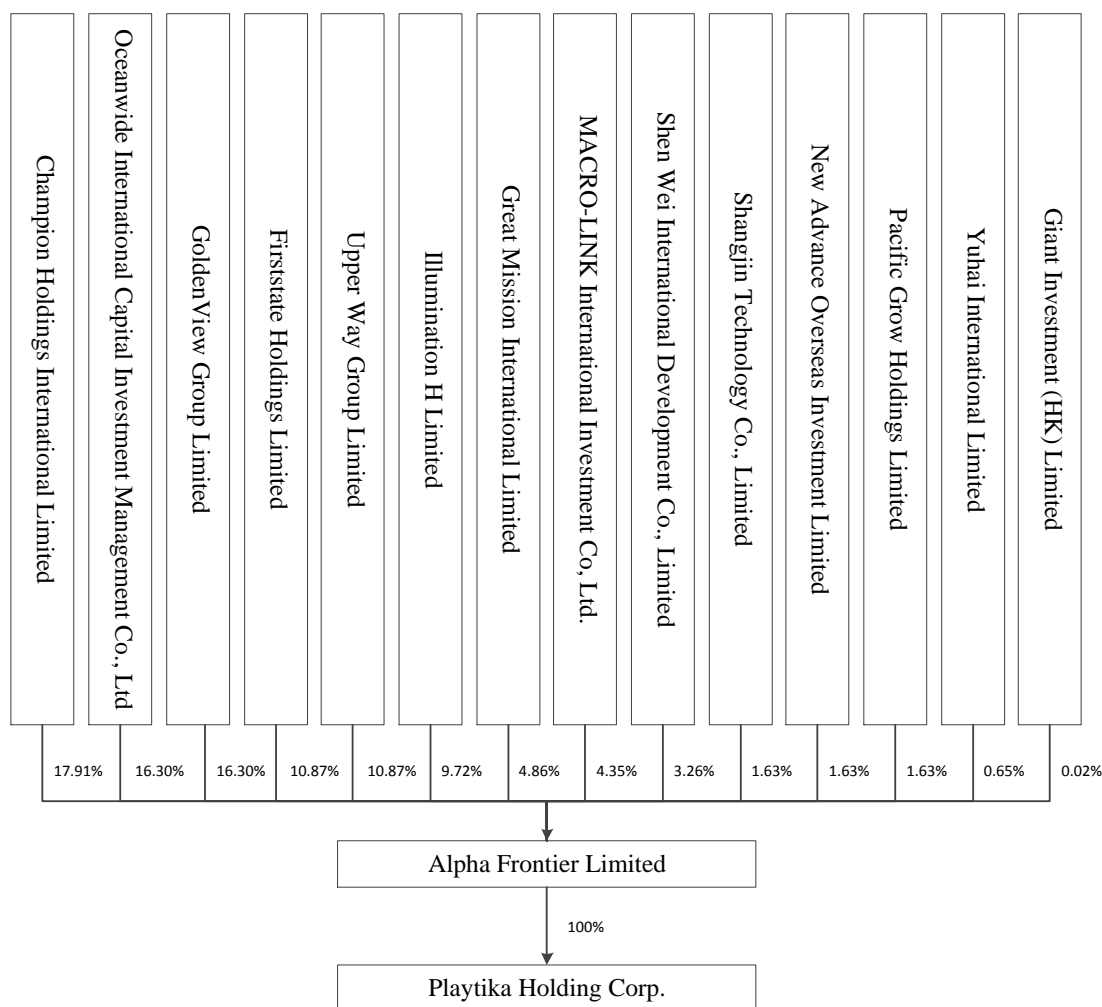 Champion Holdings International Limited
Oceanwide International Capital Investment Management Co., Ltd
GoldenView Group Limited
Firststate Holdings Limited
Upper Way Group Limited
Illumination H Limited
Great Mission International Limited
MACRO-LINK International Investment Co, Ltd.
Shen Wei International Development Co., Limited
Shangjin Technology Co., Limited
New Advance Overseas Investment Limited
Pacific Grow Holdings Limited
Yuhai International Limited
Giant Investment (HK) Limited
17.91%
16.30%
16.30%
10.87%
10.87%
9.72%
4.86%
4.35%
3.26%
1.63%
1.63%
1.63%
0.65%
0.02%
Alpha Frontier Limited
100%
Playtika Holding Corp.